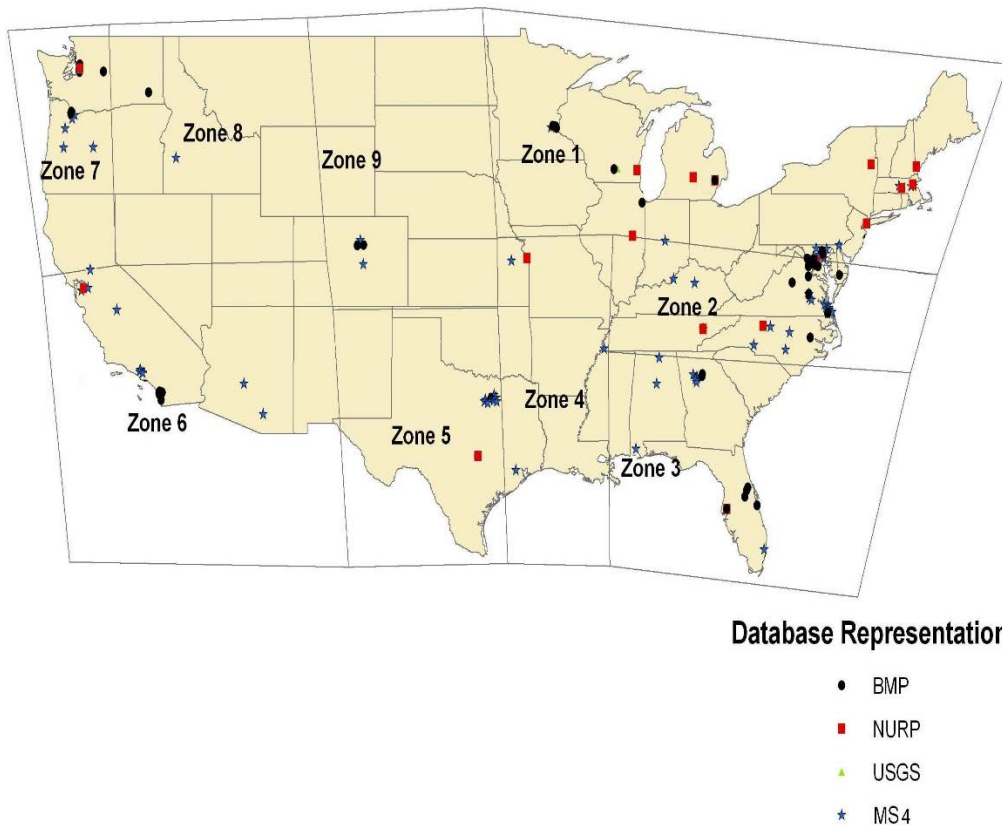 Zone 8
Zone 1
Zone 9
Zone 7
Zone 2
Zone 4
Zone 6
Zone 5
Zone 3
Database Representation
BMP
NURP
USGS
MS4